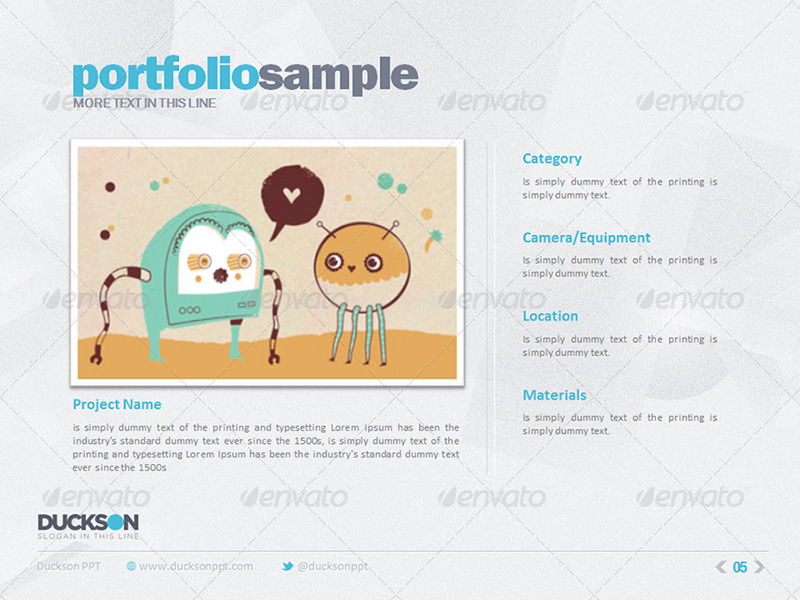 portfoliosample
MORE TEXT IN THIS LINE
Project Name
is simply dummy text of the printing and typesetting Lorem Ipsum has been the
industry's standard dummy text ever since the 1500s, is simply dummy text of the
printing and typesetting Lorem Ipsum has been the industry's standard dummy text
ever since the 1500s
Category
Is simply dummy text of the printing is
simply dummy text.
Camera/Equipment
Is simply dummy text of the printing is
simply dummy text.
Location
Is simply dummy text of the printing is
simply dummy text.
Materials
Is simply dummy text of the printing is
simply dummy text.
envato envato envato envato
envato envato envato envato
envato envato envato envato
DUCKSON
SLOGAN IN THIS LINE
Duckson PPT www.ducksonppt.com @ducksonppt 05